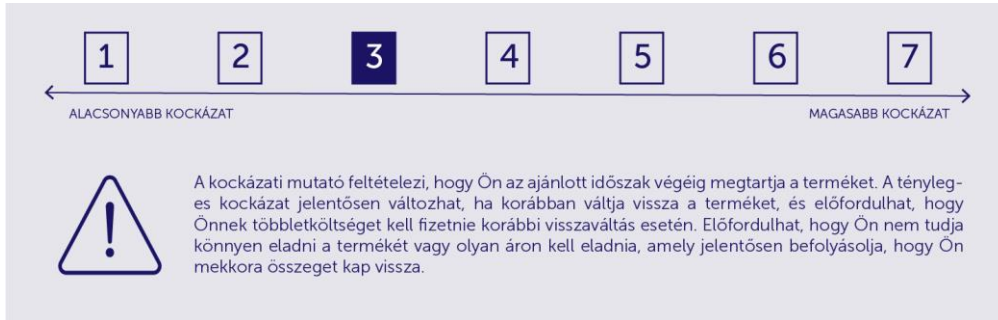 1 2 3 4 5 6 7
ALACSONYABB KOCKÁZAT MAGASABB KOCKÁZAT
A kockázati mutató feltételezi, hogy Ön az ajánlott időszak végéig megtartja a terméket. A tényleg-
es kockázat jelentősen változhat, ha korábban váltja vissza a terméket, és előfordulhat, hogy
Önnek többletköltséget kell fizetnie korábbi visszaváltás esetén. Előfordulhat, hogy Ön nem tudja
könnyen eladni a termékét vagy olyan áron kell eladnia, amely jelentősen befolyásolja, hogy Ön
mekkora összeget kap vissza.